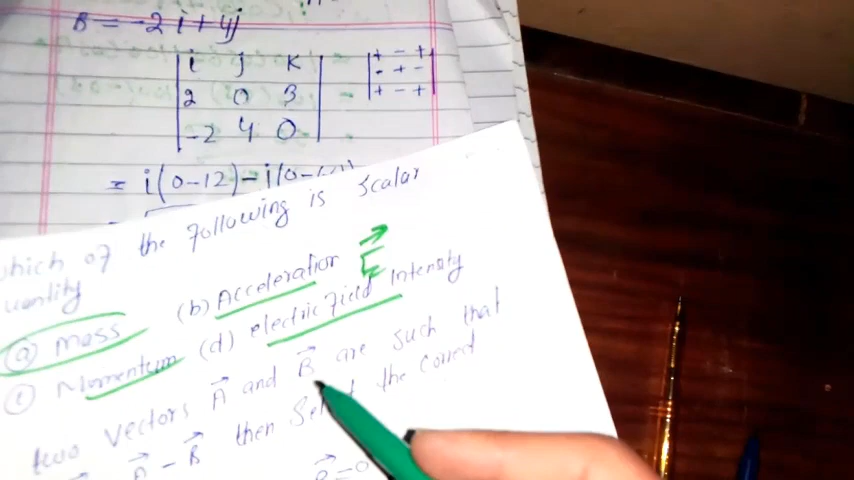 B = -2i + 4j
i j k + - +
2 0 3 - + -
-2 4 0 + - +
= i(0-12) - j(0-
which of the following is scalar
quantity
(a) Mass (b) Acceleration E⃗
(c) Momentum (d) electric field Intensity
two vectors A⃗ and B⃗ are such that
A⃗ - B⃗ then Select the correct
B⃗ = 0